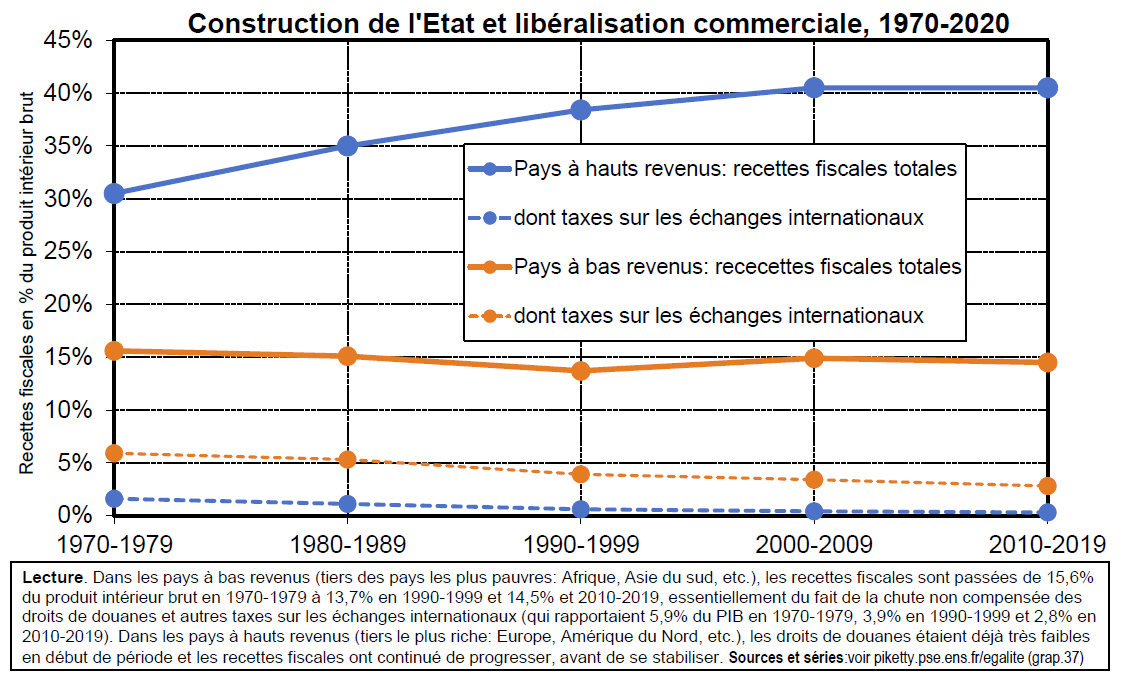 Construction de l'Etat et libéralisation commerciale, 1970-2020
Recettes fiscales en % du produit intérieur brut
45%
40%
35%
30%
25%
20%
15%
10%
5%
0%
Pays à hauts revenus: recettes fiscales totales
dont taxes sur les échanges internationaux
Pays à bas revenus: rececettes fiscales totales
dont taxes sur les échanges internationaux
1970-1979 1980-1989 1990-1999 2000-2009 2010-2019
Lecture. Dans les pays à bas revenus (tiers des pays les plus pauvres: Afrique, Asie du sud, etc.), les recettes fiscales sont passées de 15,6%
du produit intérieur brut en 1970-1979 à 13,7% en 1990-1999 et 14,5% et 2010-2019, essentiellement du fait de la chute non compensée des
droits de douanes et autres taxes sur les échanges internationaux (qui rapportaient 5,9% du PIB en 1970-1979, 3,9% en 1990-1999 et 2,8% en
2010-2019). Dans les pays à hauts revenus (tiers le plus riche: Europe, Amérique du Nord, etc.), les droits de douanes étaient déjà très faibles
en début de période et les recettes fiscales ont continué de progresser, avant de se stabiliser. Sources et séries:voir piketty.pse.ens.fr/egalite (grap.37)